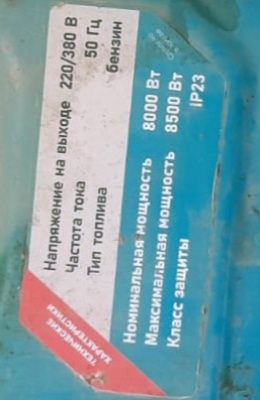 ТЕХНИЧЕСКИЕ
ХАРАКТЕРИСТИКИ
Напряжение на выходе 220/380 В
Частота тока 50 Гц
Тип топлива бензин
Номинальная мощность 8000 Вт
Максимальная мощность 8500 Вт
Класс защиты IP23